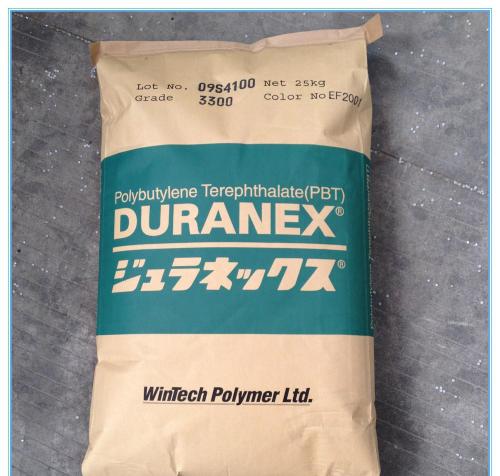 Lot No. 09S4100 Net 25kg
Grade 3300 Color No EF2001
Polybutylene Terephthalate(PBT)
DURANEX®
ジュラネックス®
WinTech Polymer Ltd.